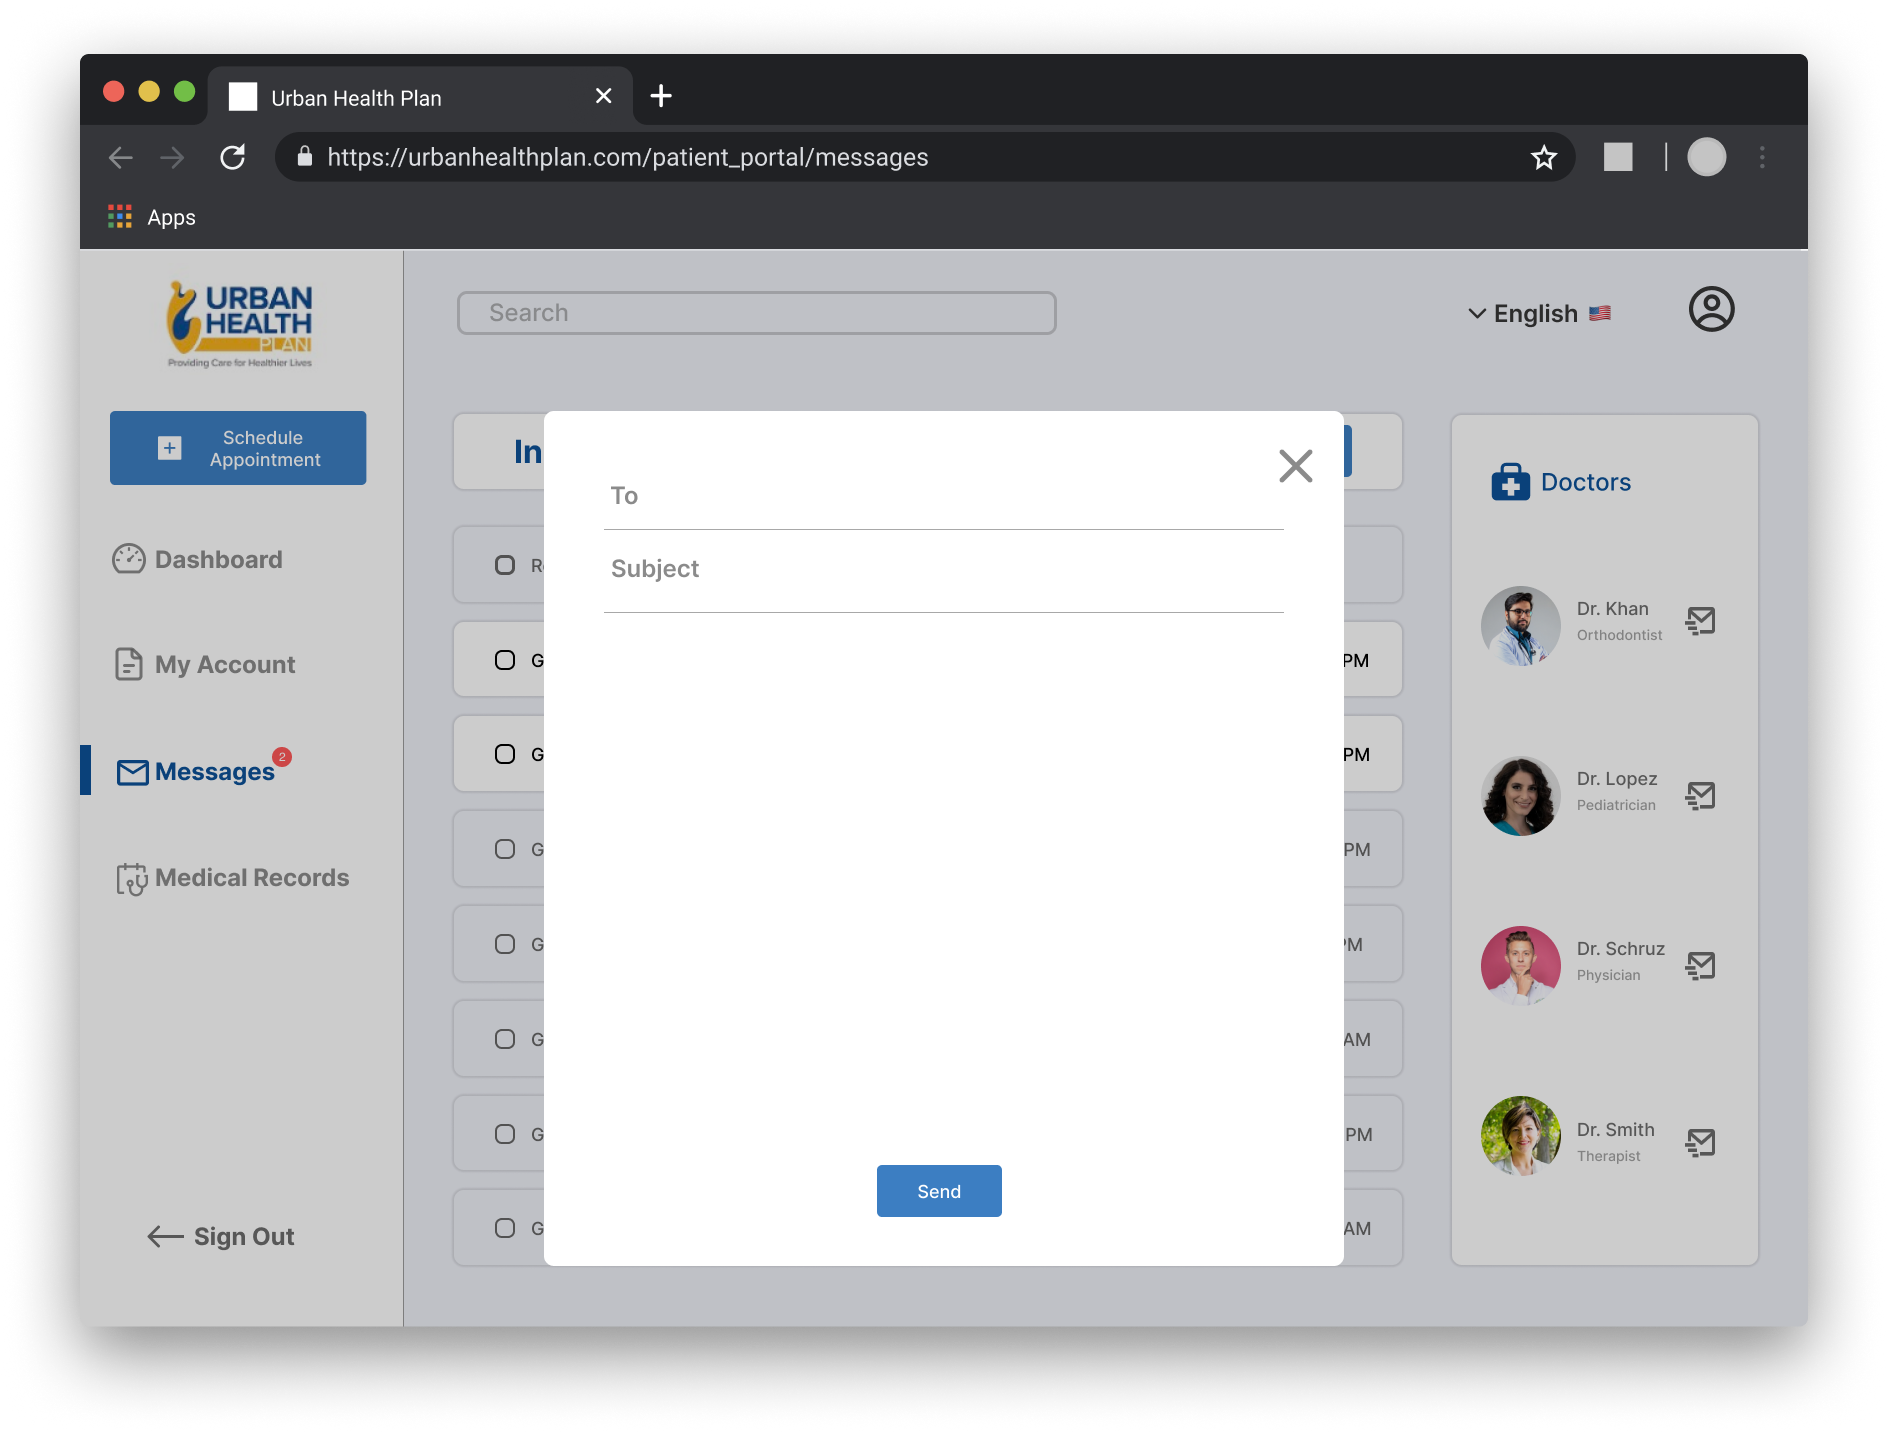 Urban Health Plan
https://urbanhealthplan.com/patient_portal/messages
Apps
URBAN
HEALTH
PLAN
Providing Care for Healthier Lives
Search
English
Schedule
Appointment
Dashboard
My Account
Messages
2
Medical Records
Sign Out
In
R
G
PM
G
PM
G
PM
G
PM
G
AM
G
PM
G
AM
To
Subject
Send
Doctors
Dr. Khan
Orthodontist
Dr. Lopez
Pediatrician
Dr. Schruz
Physician
Dr. Smith
Therapist